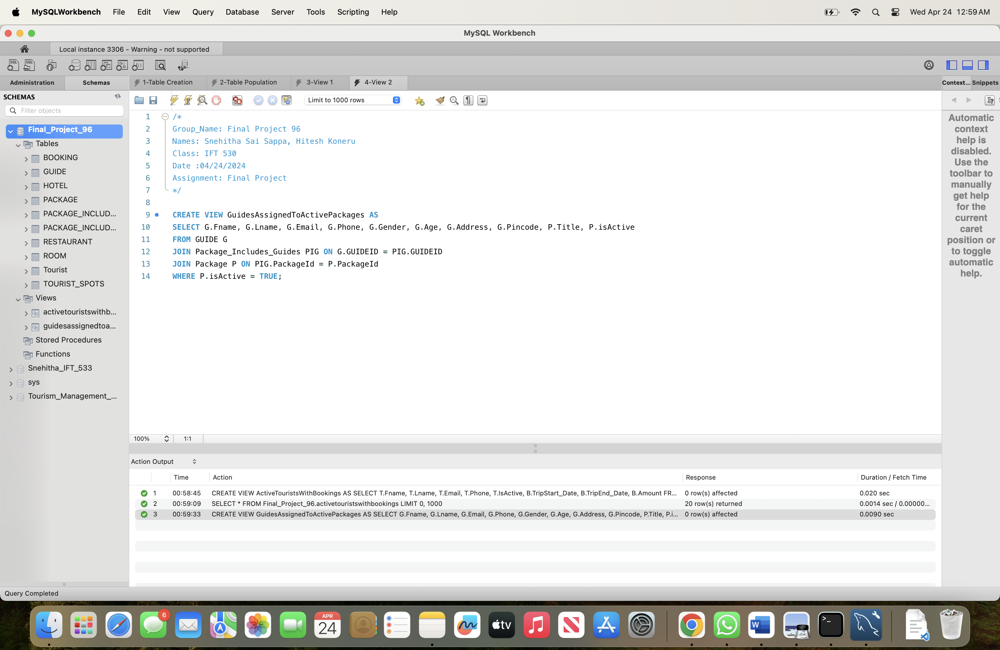 MySQLWorkbench File Edit View Query Database Server Tools Scripting Help Wed Apr 24 12:59 AM
MySQL Workbench
Local instance 3306 - Warning - not supported
Administration Schemas 1-Table Creation 2-Table Population 3-View 1 4-View 2 Context... Snippets
SCHEMAS
Limit to 1000 rows
Filter objects
Final_Project_96
Tables
BOOKING
GUIDE
HOTEL
PACKAGE
PACKAGE_INCLUD...
PACKAGE_INCLUD...
RESTAURANT
ROOM
Tourist
TOURIST_SPOTS
Views
activetouristswithb...
guidesassignedtoa...
Stored Procedures
Functions
Snehitha_IFT_533
sys
Tourism_Management_...
1 /*
2 Group_Name: Final Project 96
3 Names: Snehitha Sai Sappa, Hitesh Koneru
4 Class: IFT 530
5 Date :04/24/2024
6 Assignment: Final Project
7 */
8
9 CREATE VIEW GuidesAssignedToActivePackages AS
10 SELECT G.Fname, G.Lname, G.Email, G.Phone, G.Gender, G.Age, G.Address, G.Pincode, P.Title, P.isActive
11 FROM GUIDE G
12 JOIN Package_Includes_Guides PIG ON G.GUIDEID = PIG.GUIDEID
13 JOIN Package P ON PIG.PackageId = P.PackageId
14 WHERE P.isActive = TRUE;
Automatic
context
help is
disabled.
Use the
toolbar to
manually
get help
for the
current
caret
position or
to toggle
automatic
help.
100% 1:1
Action Output
Time Action Response Duration / Fetch Time
1 00:58:45 CREATE VIEW ActiveTouristsWithBookings AS SELECT T.Fname, T.Lname, T.Email, T.Phone, T.IsActive, B.TripStart_Date, B.TripEnd_Date, B.Amount FR... 0 row(s) affected 0.020 sec
2 00:59:09 SELECT * FROM Final_Project_96.activetouristswithbookings LIMIT 0, 1000 20 row(s) returned 0.0014 sec / 0.00000...
3 00:59:33 CREATE VIEW GuidesAssignedToActivePackages AS SELECT G.Fname, G.Lname, G.Email, G.Phone, G.Gender, G.Age, G.Address, G.Pincode, P.Title, P.i... 0 row(s) affected 0.0090 sec
Query Completed
6
APR
24
tv
W